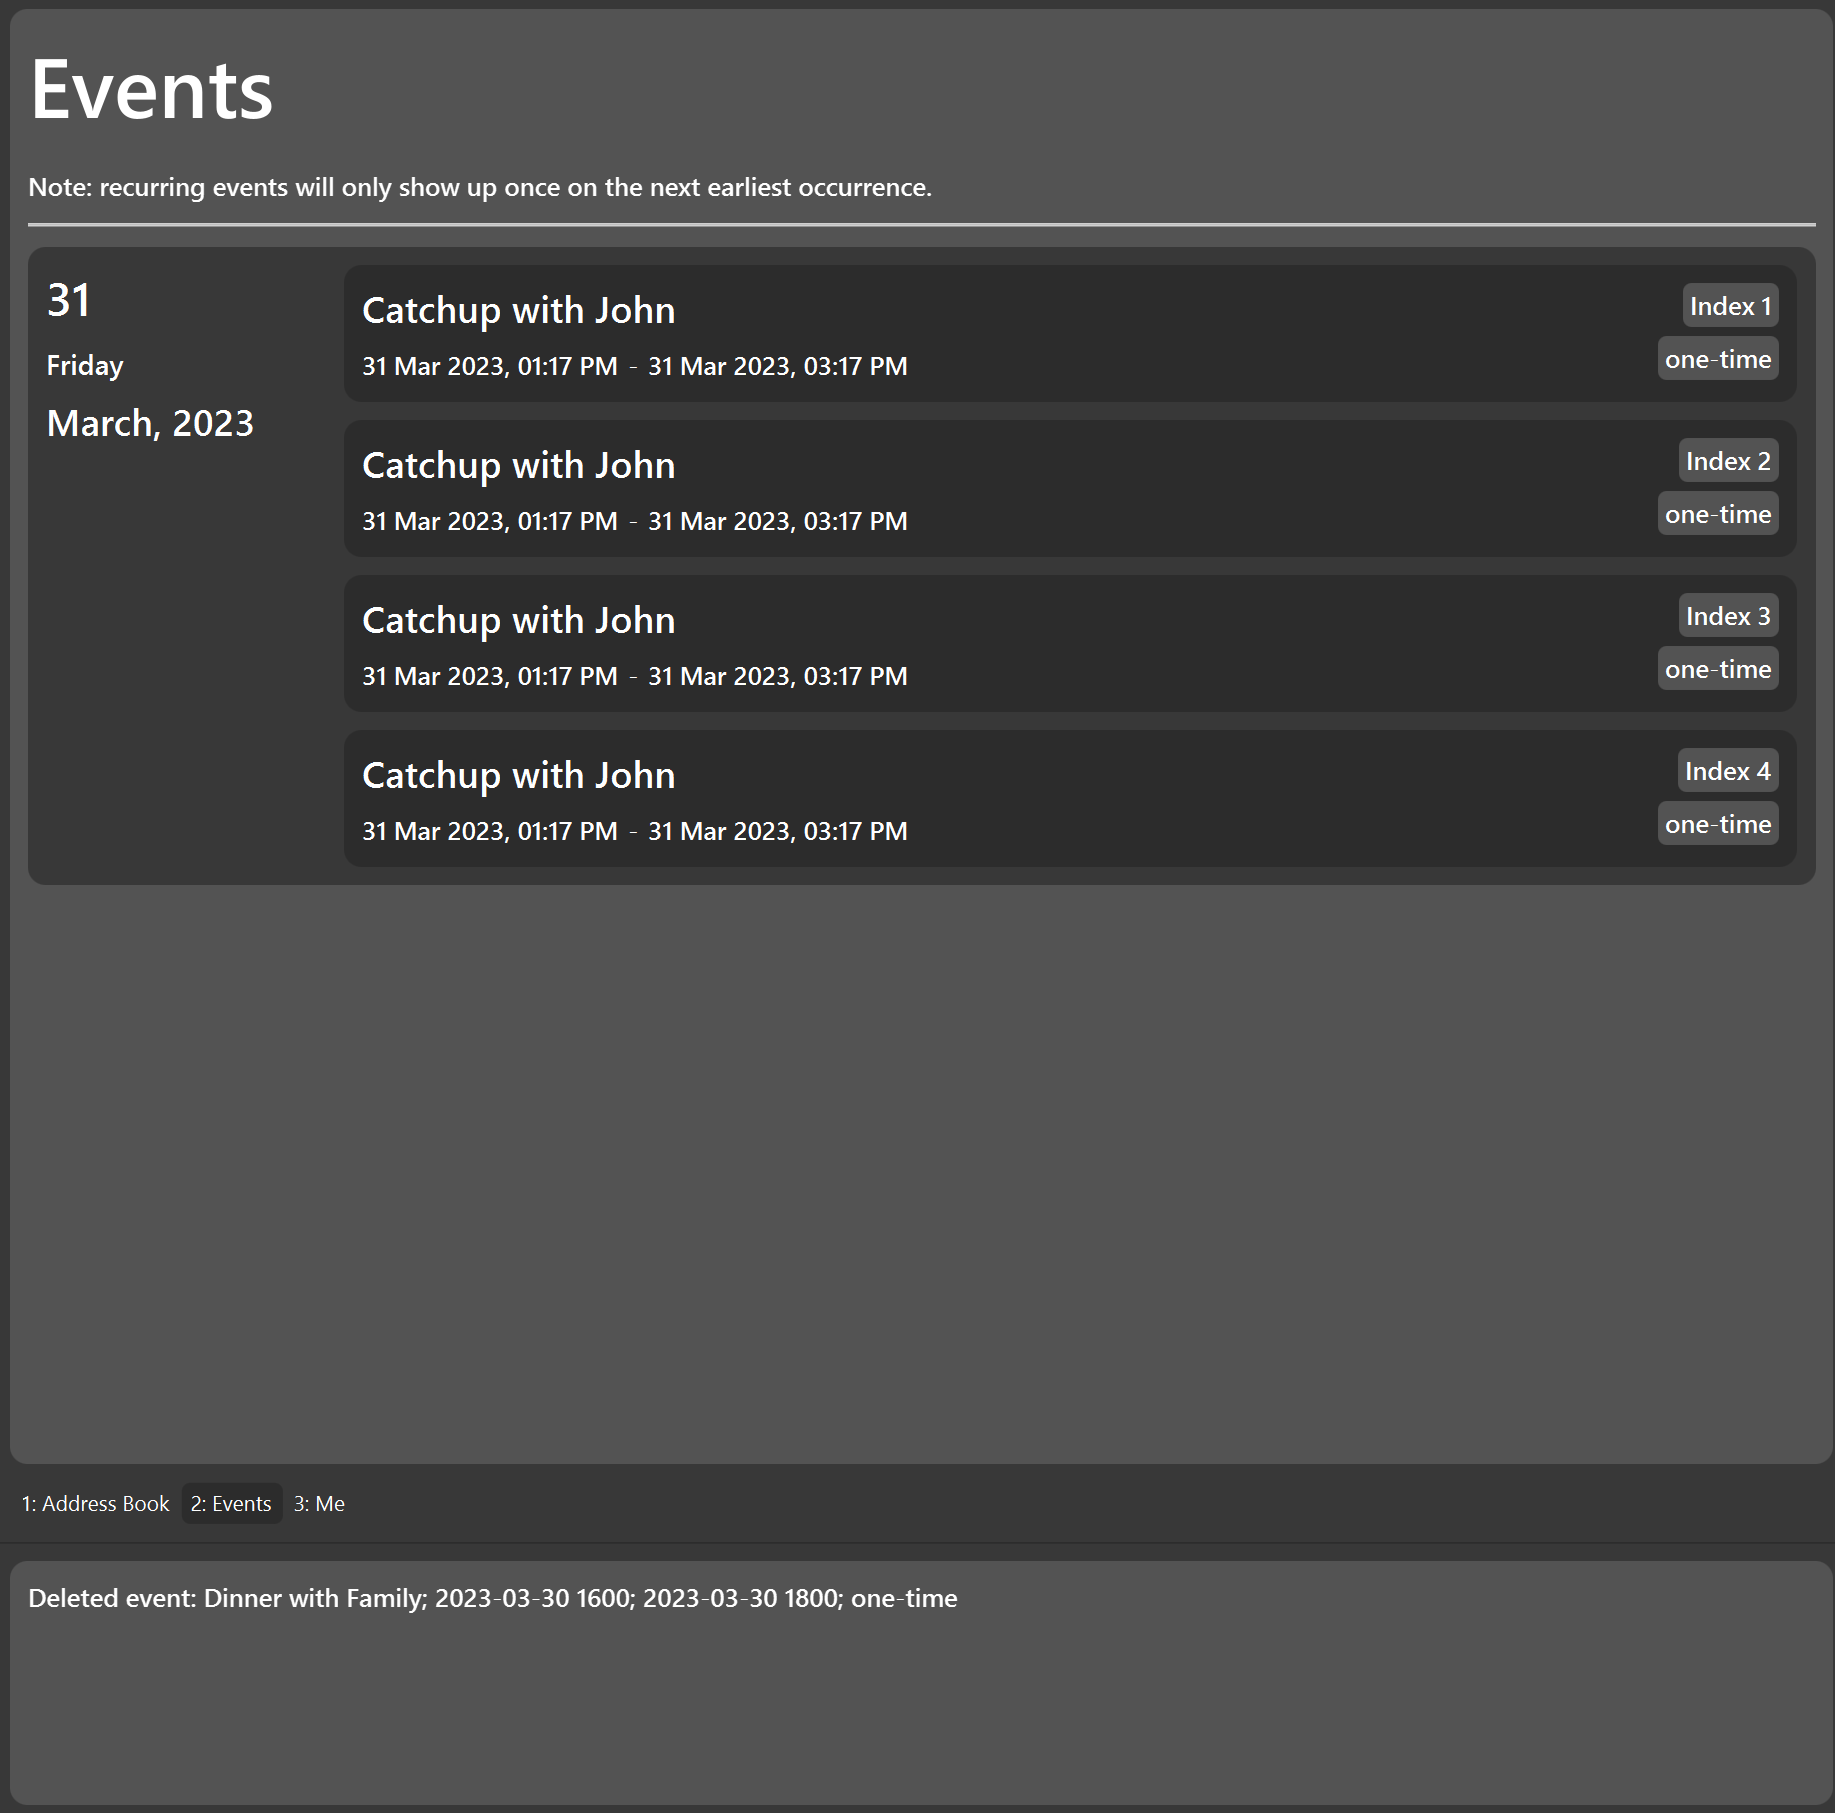 Events
Note: recurring events will only show up once on the next earliest occurrence.
31
Friday
March, 2023
Catchup with John
31 Mar 2023, 01:17 PM - 31 Mar 2023, 03:17 PM
Index 1
one-time
Catchup with John
31 Mar 2023, 01:17 PM - 31 Mar 2023, 03:17 PM
Index 2
one-time
Catchup with John
31 Mar 2023, 01:17 PM - 31 Mar 2023, 03:17 PM
Index 3
one-time
Catchup with John
31 Mar 2023, 01:17 PM - 31 Mar 2023, 03:17 PM
Index 4
one-time
1: Address Book 2: Events 3: Me
Deleted event: Dinner with Family; 2023-03-30 1600; 2023-03-30 1800; one-time